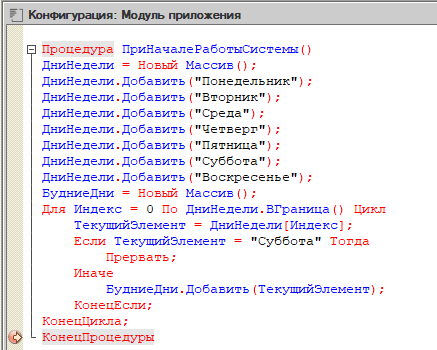 Конфигурация: Модуль приложения
Процедура ПриНачалеРаботыСистемы()
ДниНедели = Новый Массив();
ДниНедели.Добавить("Понедельник");
ДниНедели.Добавить("Вторник");
ДниНедели.Добавить("Среда");
ДниНедели.Добавить("Четверг");
ДниНедели.Добавить("Пятница");
ДниНедели.Добавить("Суббота");
ДниНедели.Добавить("Воскресенье");
БудниеДни = Новый Массив();
Для Индекс = 0 По ДниНедели.ВГраница() Цикл
ТекущийЭлемент = ДниНедели[Индекс];
Если ТекущийЭлемент = "Суббота" Тогда
Прервать;
Иначе
БудниеДни.Добавить(ТекущийЭлемент);
КонецЕсли;
КонецЦикла;
КонецПроцедуры